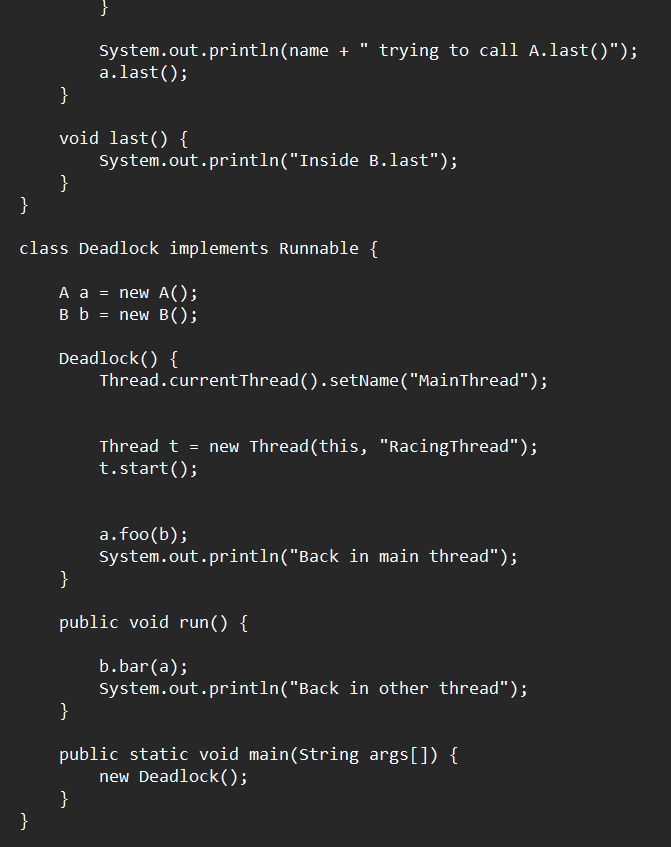 }

        System.out.println(name + " trying to call A.last()");
        a.last();
    }

    void last() {
        System.out.println("Inside B.last");
    }
}

class Deadlock implements Runnable {

    A a = new A();
    B b = new B();

    Deadlock() {
        Thread.currentThread().setName("MainThread");


        Thread t = new Thread(this, "RacingThread");
        t.start();


        a.foo(b);
        System.out.println("Back in main thread");
    }

    public void run() {

        b.bar(a);
        System.out.println("Back in other thread");
    }

    public static void main(String args[]) {
        new Deadlock();
    }
}